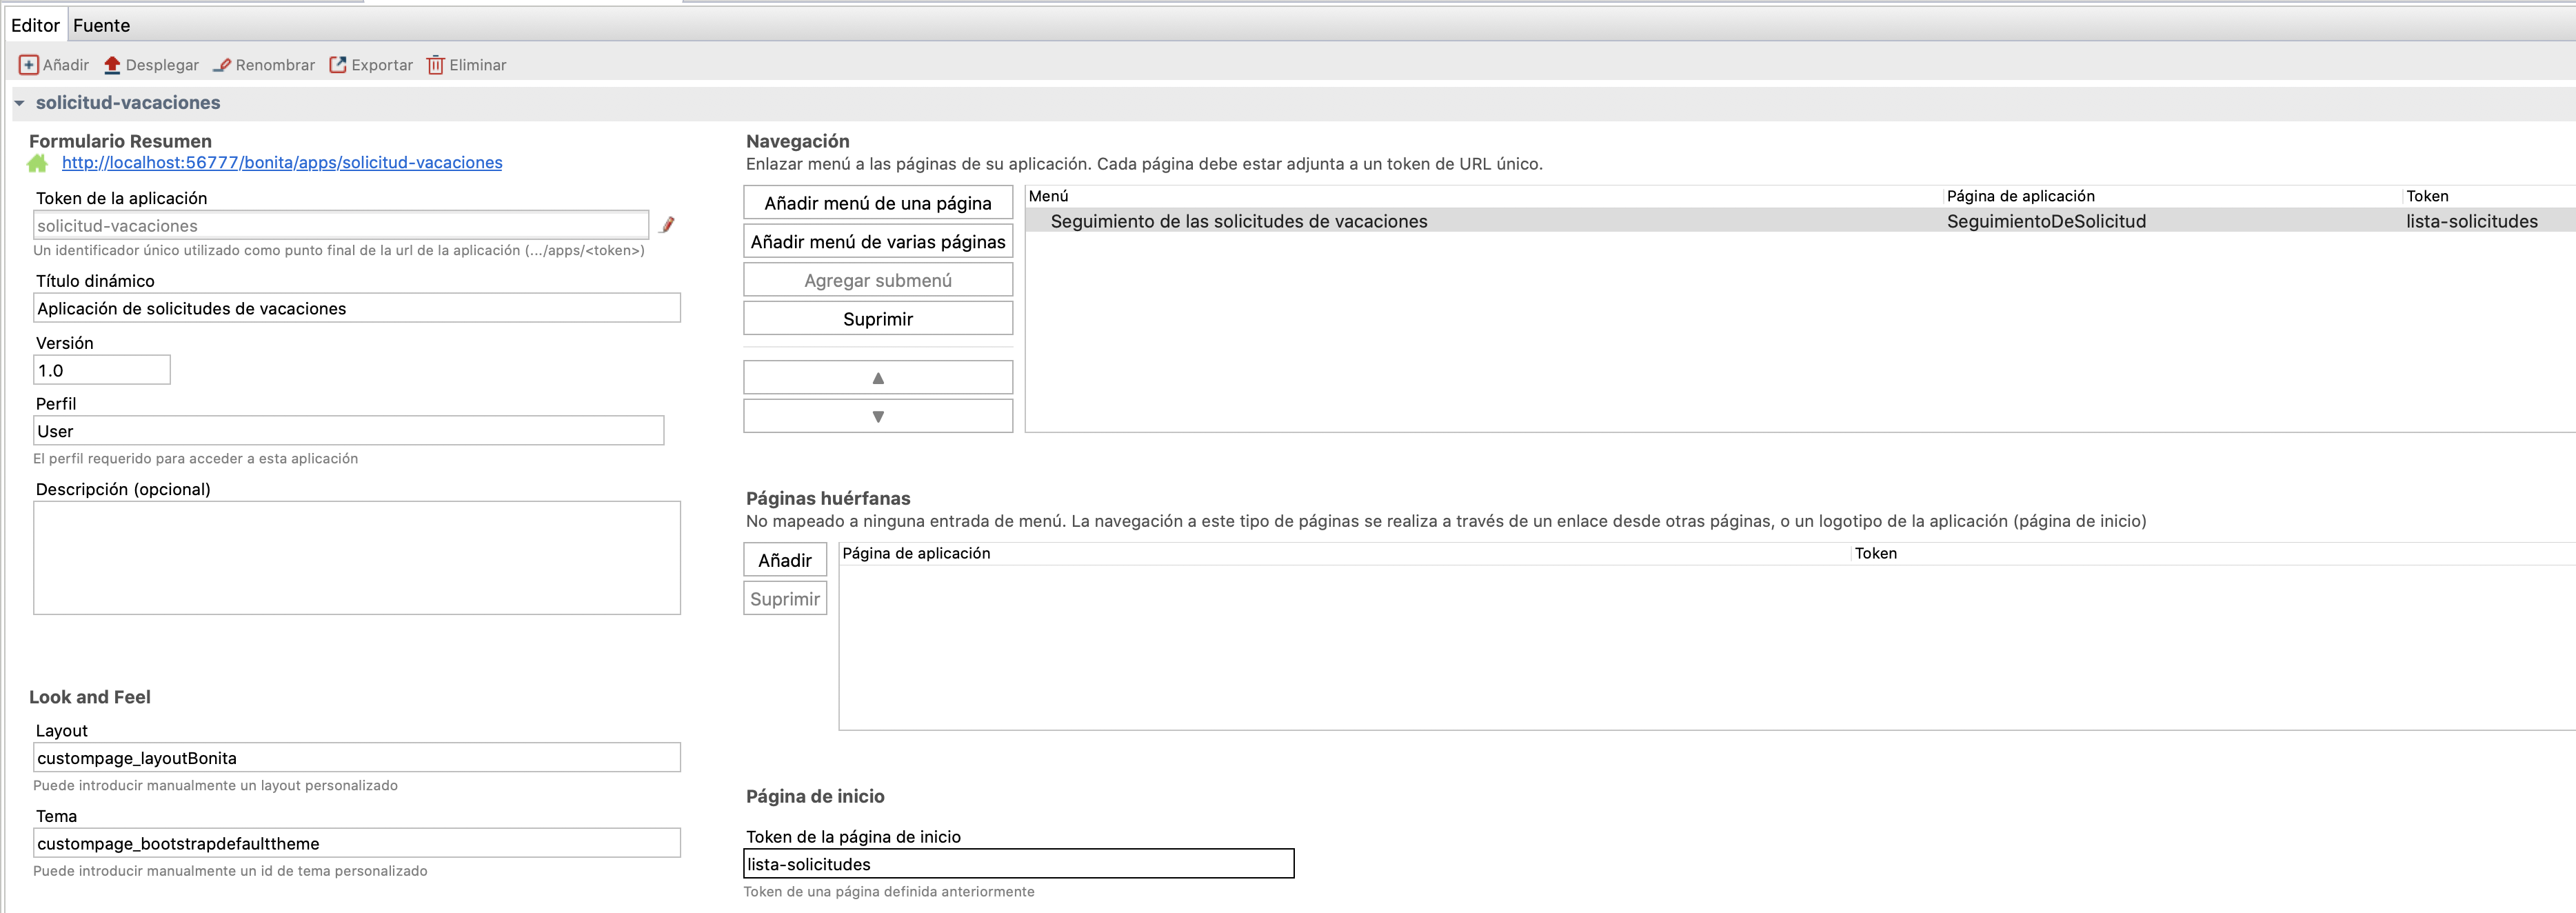 Editor Fuente
Añadir Desplegar Renombrar Exportar Eliminar
solicitud-vacaciones
Formulario Resumen
http://localhost:56777/bonita/apps/solicitud-vacaciones
Token de la aplicación
solicitud-vacaciones
Un identificador único utilizado como punto final de la url de la aplicación (.../apps/<token>)
Título dinámico
Aplicación de solicitudes de vacaciones
Versión
1.0
Perfil
User
El perfil requerido para acceder a esta aplicación
Descripción (opcional)
Look and Feel
Layout
custompage_layoutBonita
Puede introducir manualmente un layout personalizado
Tema
custompage_bootstrapdefaulttheme
Puede introducir manualmente un id de tema personalizado
Navegación
Enlazar menú a las páginas de su aplicación. Cada página debe estar adjunta a un token de URL único.
Añadir menú de una página
Añadir menú de varias páginas
Agregar submenú
Suprimir
▲
▼
Menú Página de aplicación Token
Seguimiento de las solicitudes de vacaciones SeguimientoDeSolicitud lista-solicitudes
Páginas huérfanas
No mapeado a ninguna entrada de menú. La navegación a este tipo de páginas se realiza a través de un enlace desde otras páginas, o un logotipo de la aplicación (página de inicio)
Añadir
Suprimir
Página de aplicación Token
Página de inicio
Token de la página de inicio
lista-solicitudes
Token de una página definida anteriormente